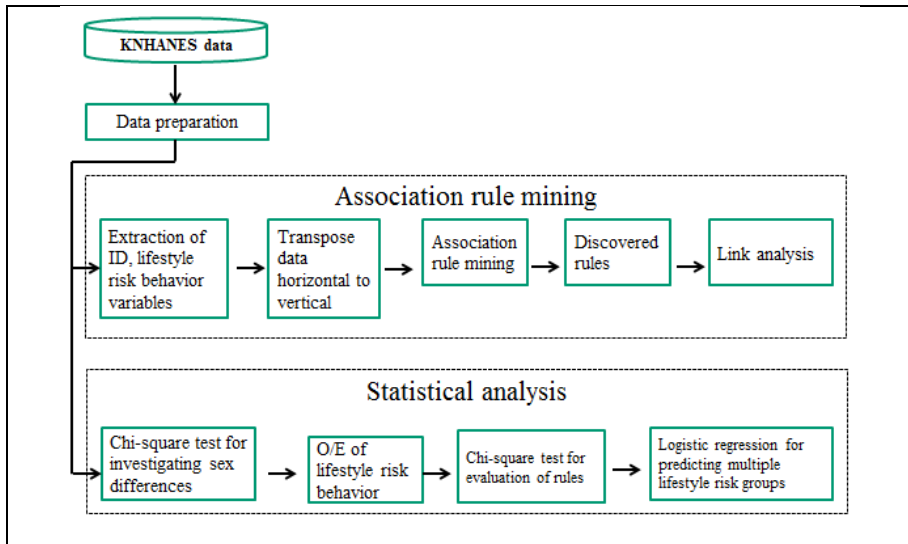 KNHANES data
Data preparation
Association rule mining
Extraction of
ID, lifestyle
risk behavior
variables
Transpose
data
horizontal to
vertical
Association
rule mining
Discovered
rules
Link analysis
Statistical analysis
Chi-square test for
investigating sex
differences
O/E of
lifestyle risk
behavior
Chi-square test for
evaluation of rules
Logistic regression for
predicting multiple
lifestyle risk groups